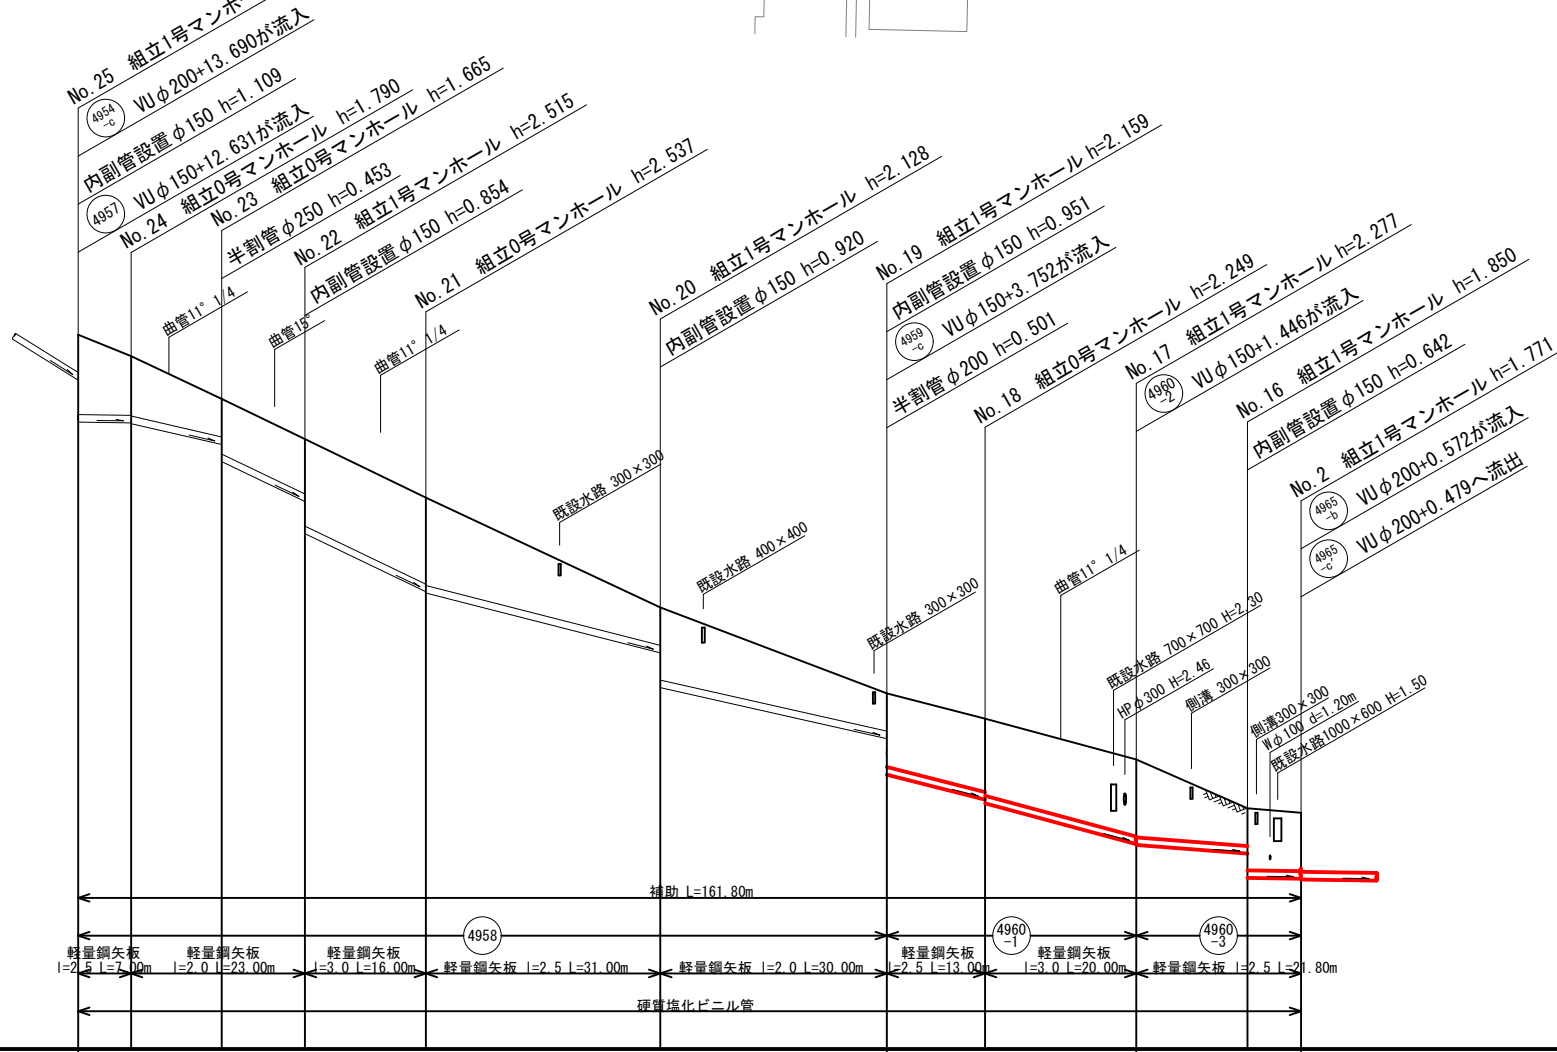 No.25　組立1号マンホ
4954
-c
VUφ200+13.690が流入
内副管設置φ150 h=1.109
4957
VUφ150+12.631が流入
No.24　組立0号マンホール　h=1.790
No.23　組立0号マンホール　h=1.665
半割管φ250 h=0.453
No.22　組立1号マンホール　h=2.515
内副管設置φ150 h=0.854
No.21　組立0号マンホール　h=2.537
No.20　組立1号マンホール　h=2.128
内副管設置φ150 h=0.920
No.19　組立1号マンホール h=2.159
内副管設置φ150 h=0.951
4959
-c
VUφ150+3.752が流入
半割管φ200 h=0.501
No.18　組立0号マンホール　h=2.249
No.17　組立1号マンホール h=2.277
4960
-2
VUφ150+1.446が流入
No.16　組立1号マンホール　h=1.850
内副管設置φ150 h=0.642
No.2　組立1号マンホール h=1.771
4965
-b
VUφ200+0.572が流入
4965
-c'
VUφ200+0.479へ流出
曲管11° 1/4
曲管15°
曲管11° 1/4
既設水路 300×300
既設水路 400×400
既設水路 300×300
曲管11° 1/4
既設水路 700×700 H=2.30
HPφ300 H=2.46
側溝 300×300
側溝300×300
Wφ100 d=1.20m
既設水路1000×600 H=1.50
補助 L=161.80m
4958
4960
-1
4960
-3
軽量鋼矢板
l=2.5 L=7.00m
軽量鋼矢板
l=2.0 L=23.00m
軽量鋼矢板
l=3.0 L=16.00m
軽量鋼矢板 l=2.5 L=31.00m
軽量鋼矢板 l=2.0 L=30.00m
軽量鋼矢板
l=2.5 L=13.00m
軽量鋼矢板
l=3.0 L=20.00m
軽量鋼矢板 l=2.5 L=21.80m
硬質塩化ビニル管